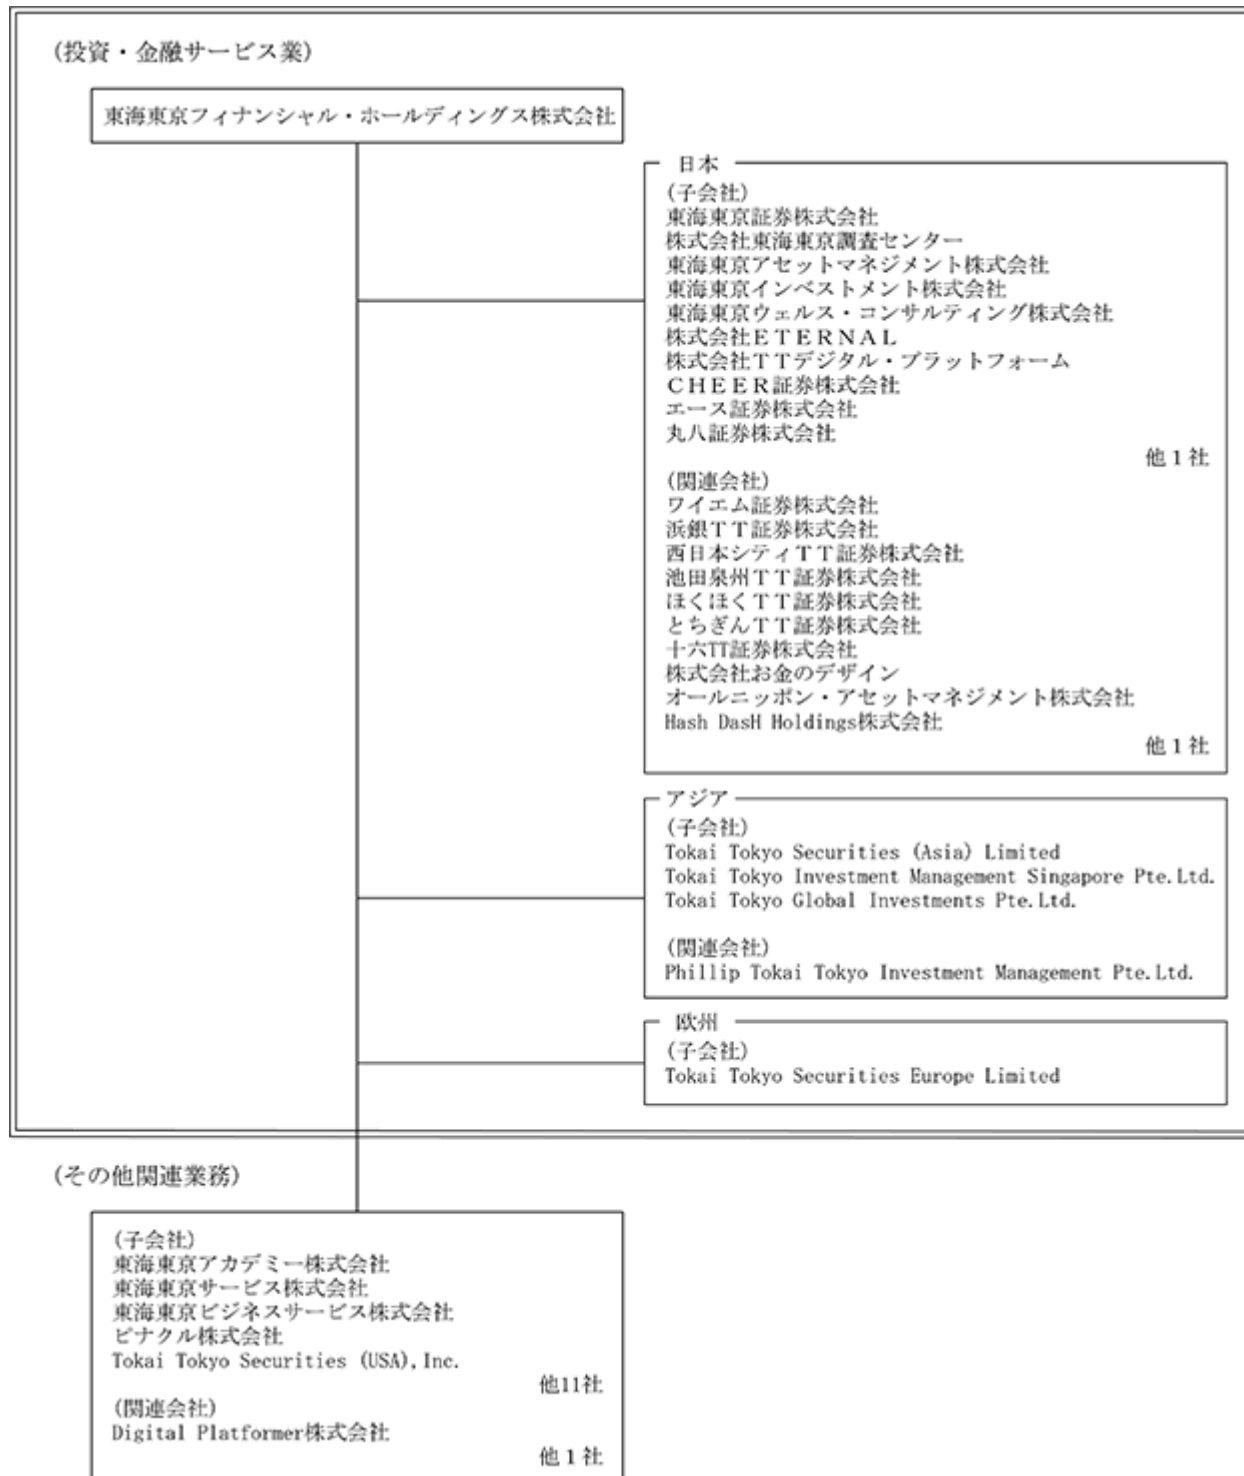 (投資・金融サービス業)
東海東京フィナンシャル・ホールディングス株式会社
日本
(子会社)
東海東京証券株式会社
株式会社東海東京調査センター
東海東京アセットマネジメント株式会社
東海東京インベストメント株式会社
東海東京ウェルス・コンサルティング株式会社
株式会社ETERNAL
株式会社TTデジタル・プラットフォーム
CHEER証券株式会社
エース証券株式会社
丸八証券株式会社
他1社
(関連会社)
ワイエム証券株式会社
浜銀TT証券株式会社
西日本シティTT証券株式会社
池田泉州TT証券株式会社
ほくほくTT証券株式会社
とちぎんTT証券株式会社
十六TT証券株式会社
株式会社お金のデザイン
オールニッポン・アセットマネジメント株式会社
Hash DasH Holdings株式会社
他1社
アジア
(子会社)
Tokai Tokyo Securities (Asia) Limited
Tokai Tokyo Investment Management Singapore Pte.Ltd.
Tokai Tokyo Global Investments Pte.Ltd.
(関連会社)
Phillip Tokai Tokyo Investment Management Pte.Ltd.
欧州
(子会社)
Tokai Tokyo Securities Europe Limited
(その他関連業務)
(子会社)
東海東京アカデミー株式会社
東海東京サービス株式会社
東海東京ビジネスサービス株式会社
ピナクル株式会社
Tokai Tokyo Securities (USA),Inc.
他11社
(関連会社)
Digital Platformer株式会社
他1社